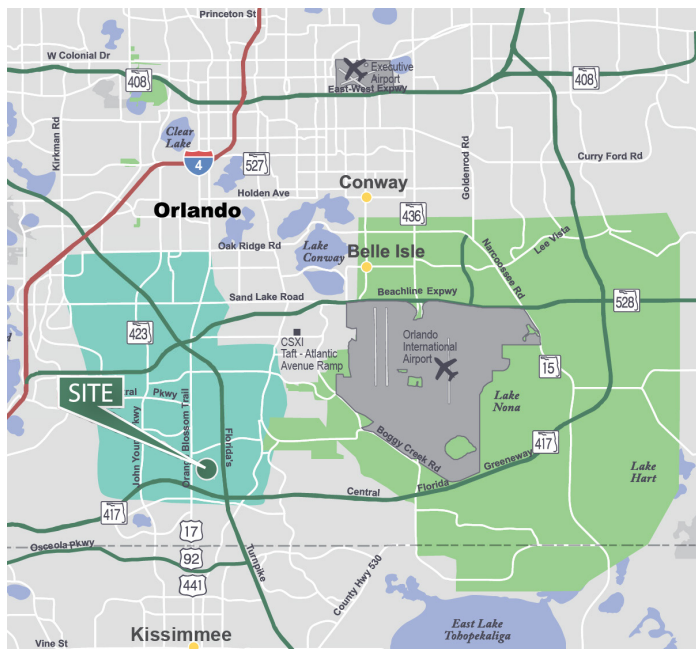 Princeton St
W Colonial Dr
408
Executive
Airport
East-West Expwy
408
Kirkman Rd
Clear
Lake
4
527
Goldenrod Rd
Curry Ford Rd
Holden Ave
Conway
Orlando
436
Oak Ridge Rd
Lake
Conway
Belle Isle
Narcoossee Rd
Lee Vista
Sand Lake Road
Beachline Expwy
528
423
CSXI
Taft - Atlantic
Avenue Ramp
Orlando
International
Airport
15
SITE
Pkwy
John Young Pkwy
Orange Blossom Trail
Florida's
Lake
Nona
Boggy Creek Rd
417
Greeneway
Florida
Central
Lake
Hart
417
17
Osceola Pkwy
92
441
Turnpike
County Hwy 530
East Lake
Tohopekaliga
Kissimmee
Vine St